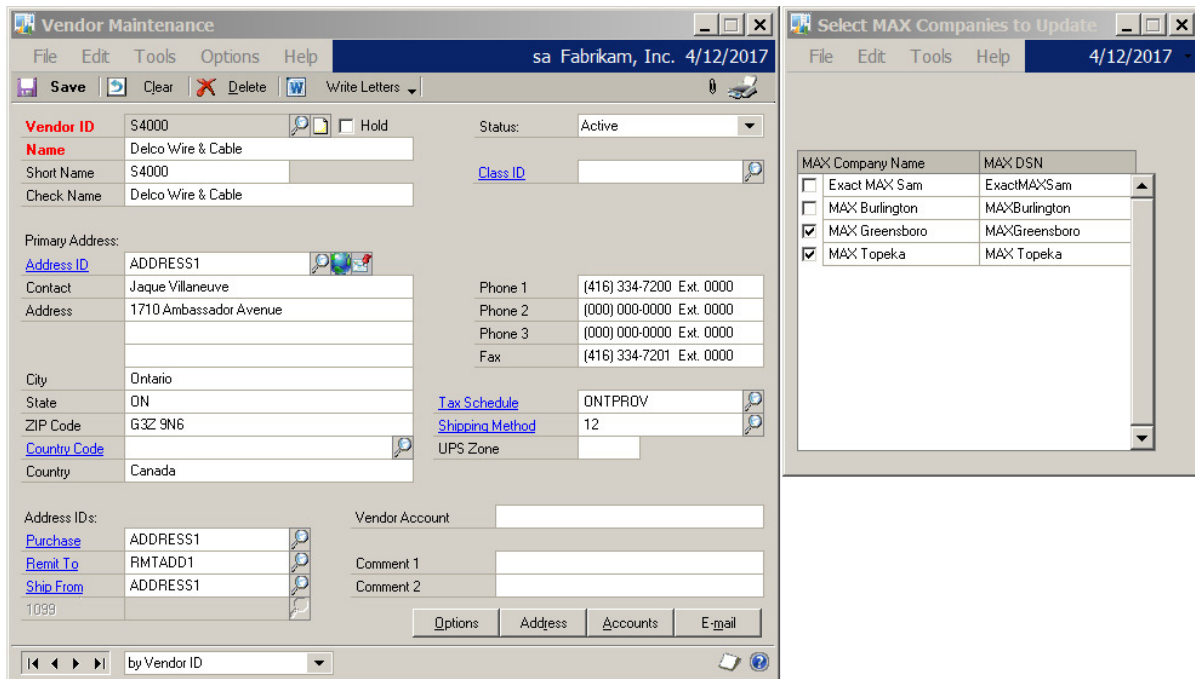 Vendor Maintenance
File Edit Tools Options Help sa Fabrikam, Inc. 4/12/2017
Save Clear Delete Write Letters
Vendor ID S4000 Hold Status: Active
Name Delco Wire & Cable
Short Name S4000 Class ID
Check Name Delco Wire & Cable
Primary Address:
Address ID ADDRESS1
Contact Jaque Villaneuve Phone 1 (416) 334-7200 Ext. 0000
Address 1710 Ambassador Avenue Phone 2 (000) 000-0000 Ext. 0000
Phone 3 (000) 000-0000 Ext. 0000
Fax (416) 334-7201 Ext. 0000
City Ontario
State ON Tax Schedule ONTPROV
ZIP Code G3Z 9N6 Shipping Method 12
Country Code UPS Zone
Country Canada
Address IDs: Vendor Account
Purchase ADDRESS1
Remit To RMTADD1 Comment 1
Ship From ADDRESS1 Comment 2
1099
Options Address Accounts E-mail
by Vendor ID
Select MAX Companies to Update
File Edit Tools Help 4/12/2017
MAX Company Name MAX DSN
Exact MAX Sam ExactMAXSam
MAX Burlington MAXBurlington
MAX Greensboro MAXGreensboro
MAX Topeka MAX Topeka